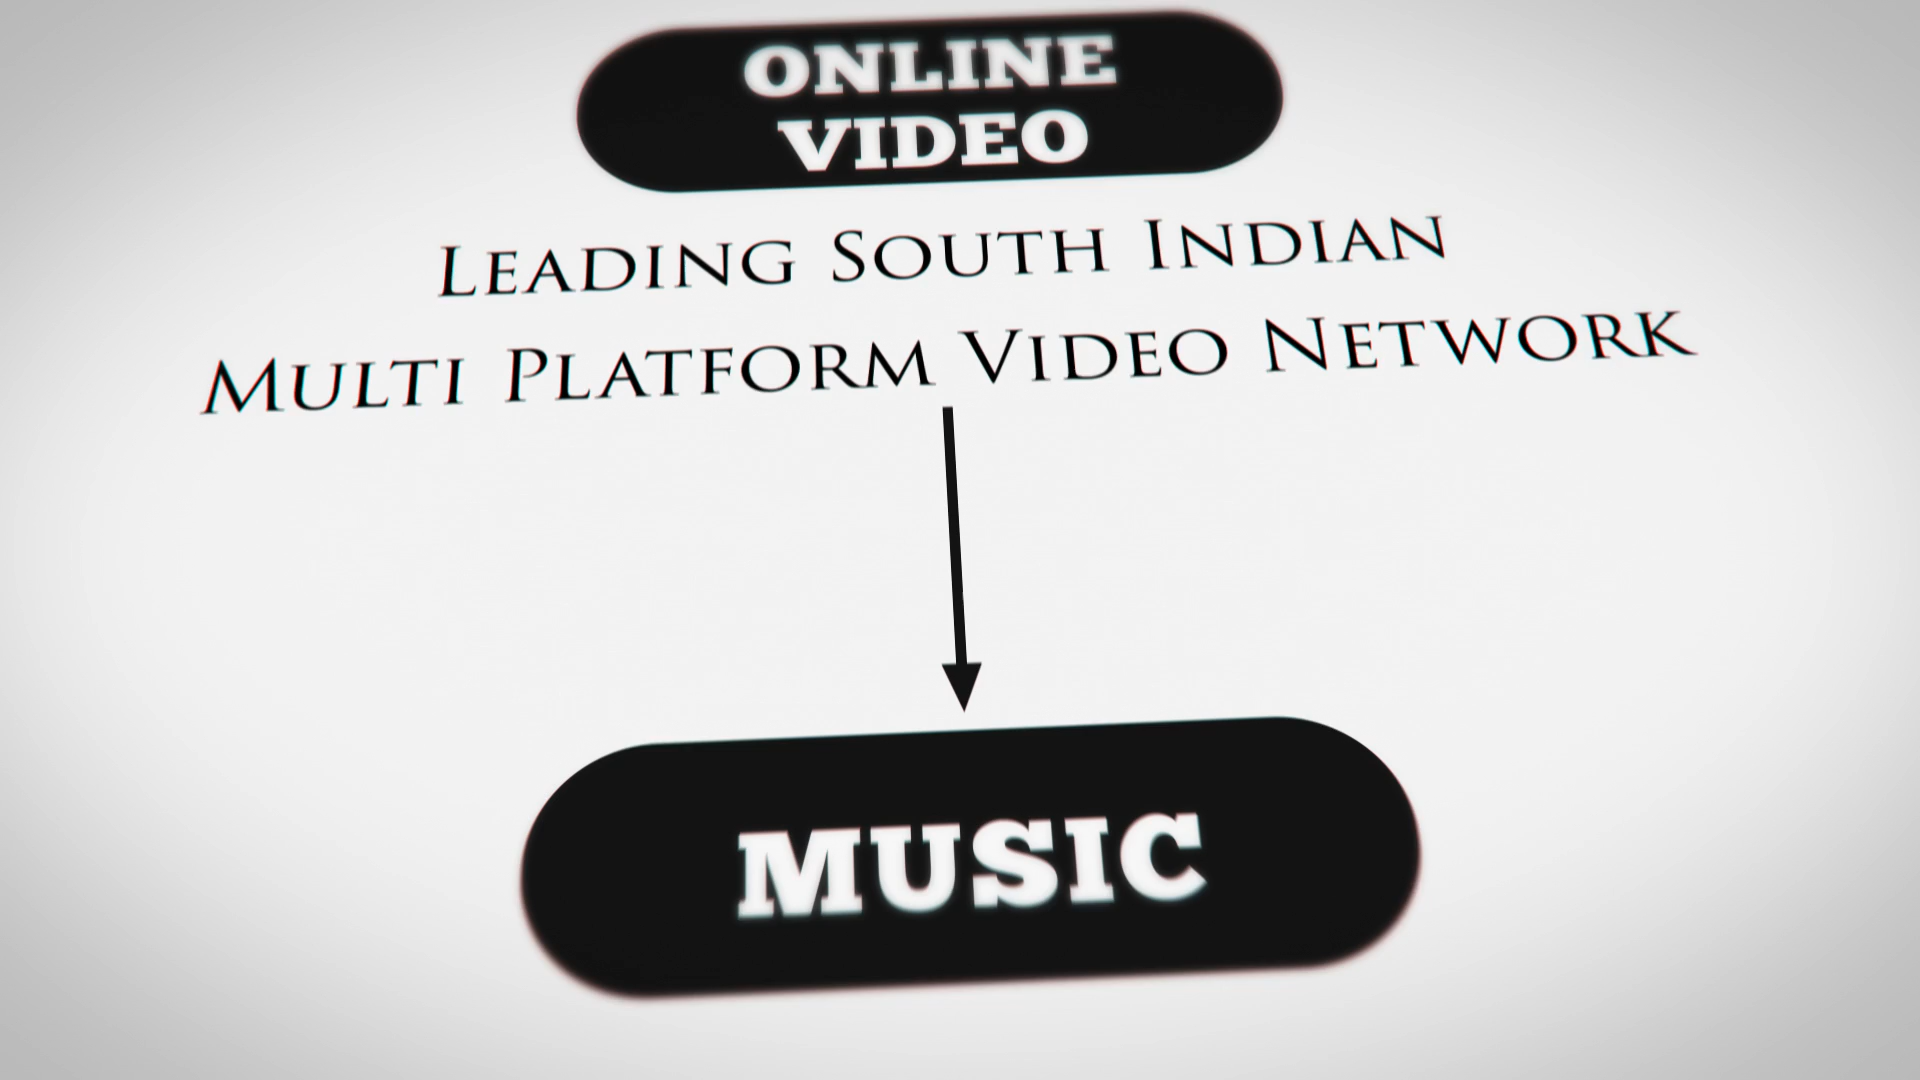 ONLINE
VIDEO
LEADING SOUTH INDIAN
MULTI PLATFORM VIDEO NETWORK
MUSIC